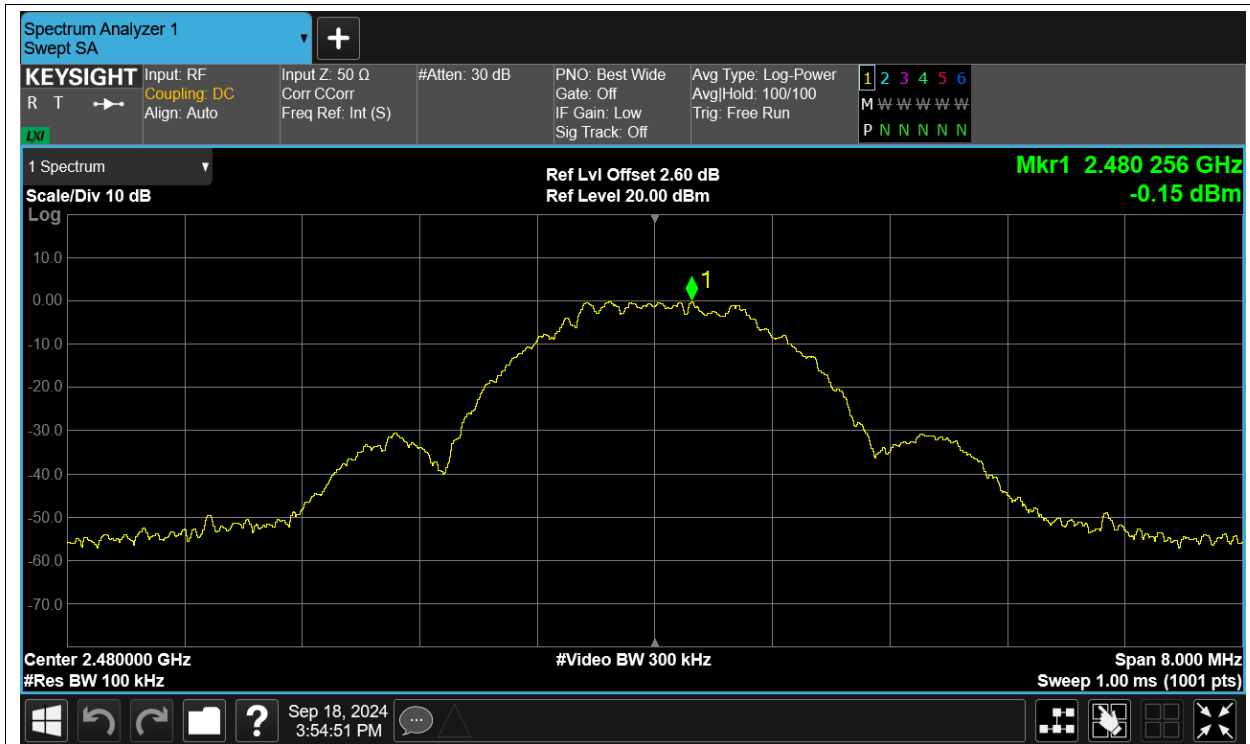 Spectrum Analyzer 1
Swept SA
KEYSIGHT
R T
LXI
Input: RF
Coupling: DC
Align: Auto
Input Z: 50 Ω
Corr CCorr
Freq Ref: Int (S)
#Atten: 30 dB
PNO: Best Wide
Gate: Off
IF Gain: Low
Sig Track: Off
Avg Type: Log-Power
Avg|Hold: 100/100
Trig: Free Run
1 2 3 4 5 6
M W W W W W
P N N N N N
1 Spectrum
Scale/Div 10 dB
Ref Lvl Offset 2.60 dB
Ref Level 20.00 dBm
Mkr1 2.480 256 GHz
-0.15 dBm
Log
10.0
0.00
-10.0
-20.0
-30.0
-40.0
-50.0
-60.0
-70.0
1
Center 2.480000 GHz
#Res BW 100 kHz
#Video BW 300 kHz
Span 8.000 MHz
Sweep 1.00 ms (1001 pts)
?
Sep 18, 2024
3:54:51 PM